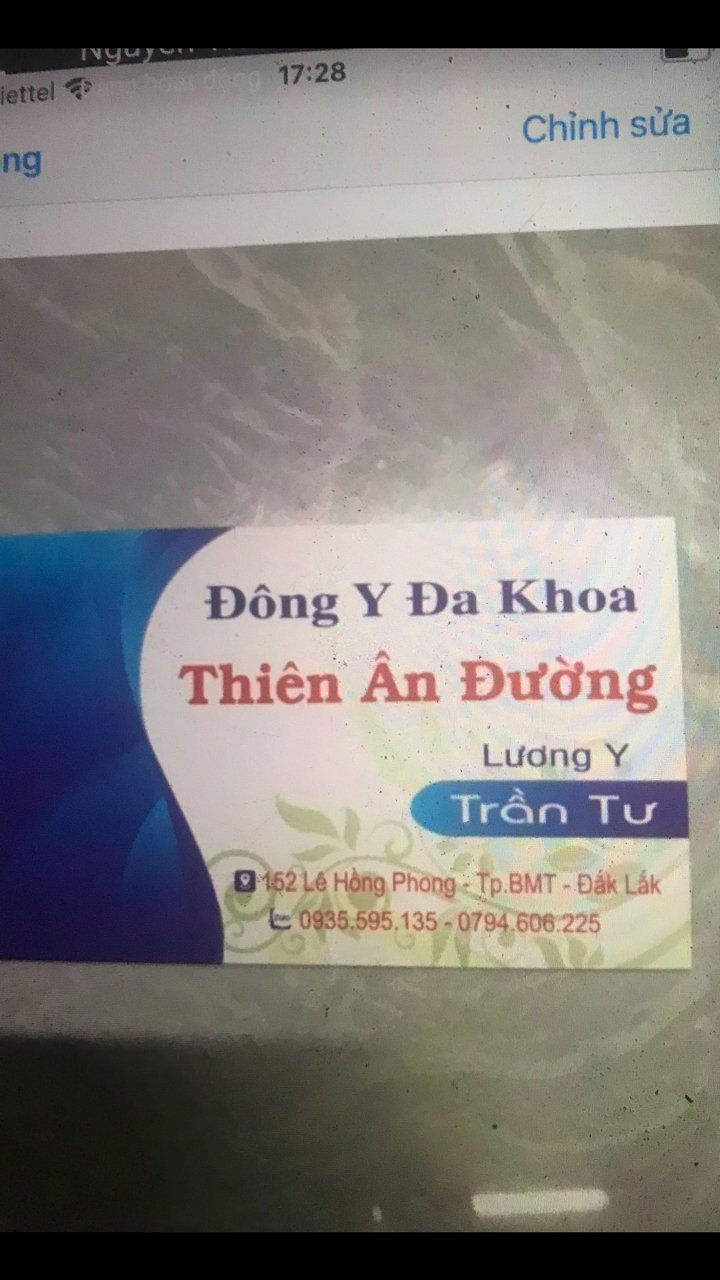 17:28
Chỉnh sửa
Đông Y Đa Khoa
Thiên Ân Đường
Lương Y
Trần Tư
152 Lê Hồng Phong - Tp.BMT - Đắk Lắk
0935.595.135 - 0794.606.225